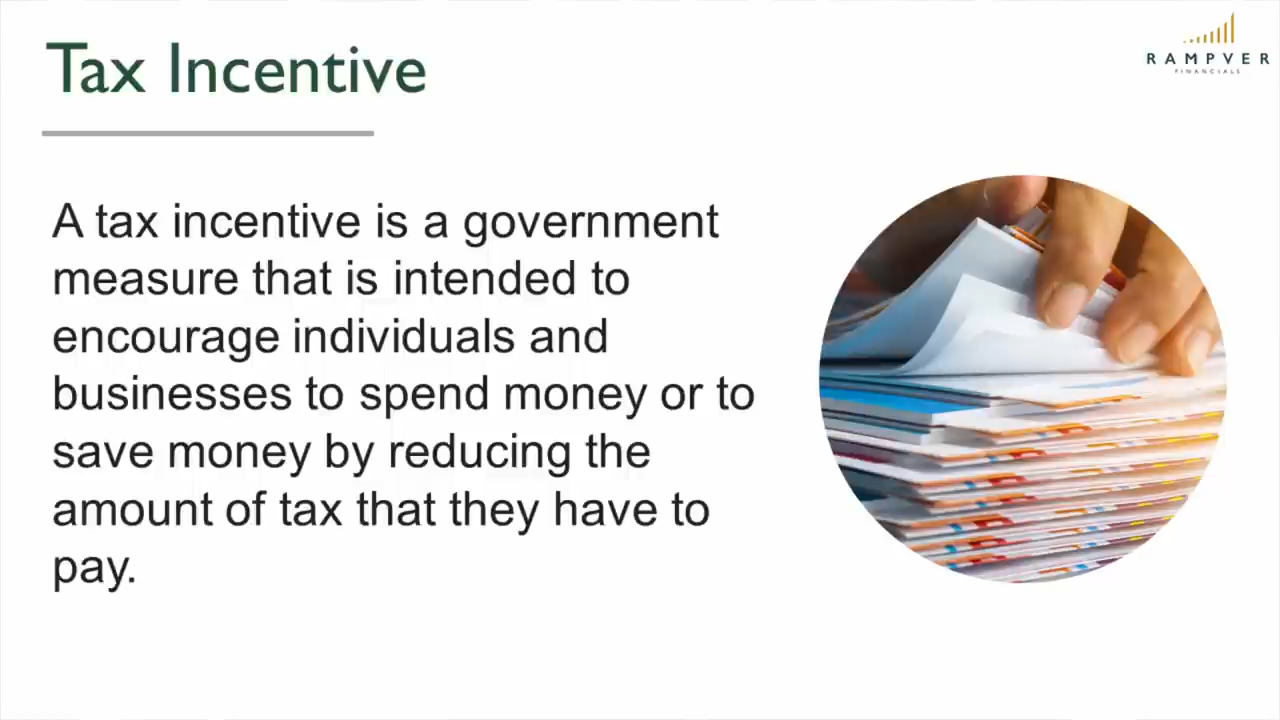 Tax Incentive
RAMPVER
FINANCIALS
A tax incentive is a government
measure that is intended to
encourage individuals and
businesses to spend money or to
save money by reducing the
amount of tax that they have to
pay.